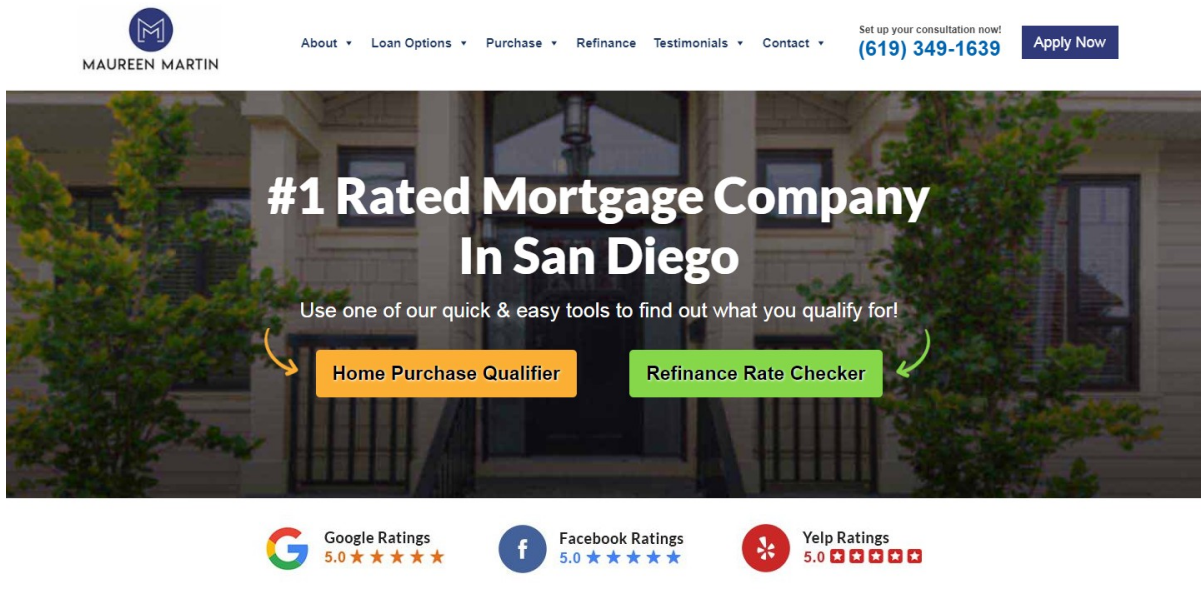 MAUREEN MARTIN
About
Loan Options
Purchase
Refinance
Testimonials
Contact
Set up your consultation now!
(619) 349-1639
Apply Now
#1 Rated Mortgage Company
In San Diego
Use one of our quick & easy tools to find out what you qualify for!
Home Purchase Qualifier
Refinance Rate Checker
Google Ratings
5.0
Facebook Ratings
5.0
Yelp Ratings
5.0